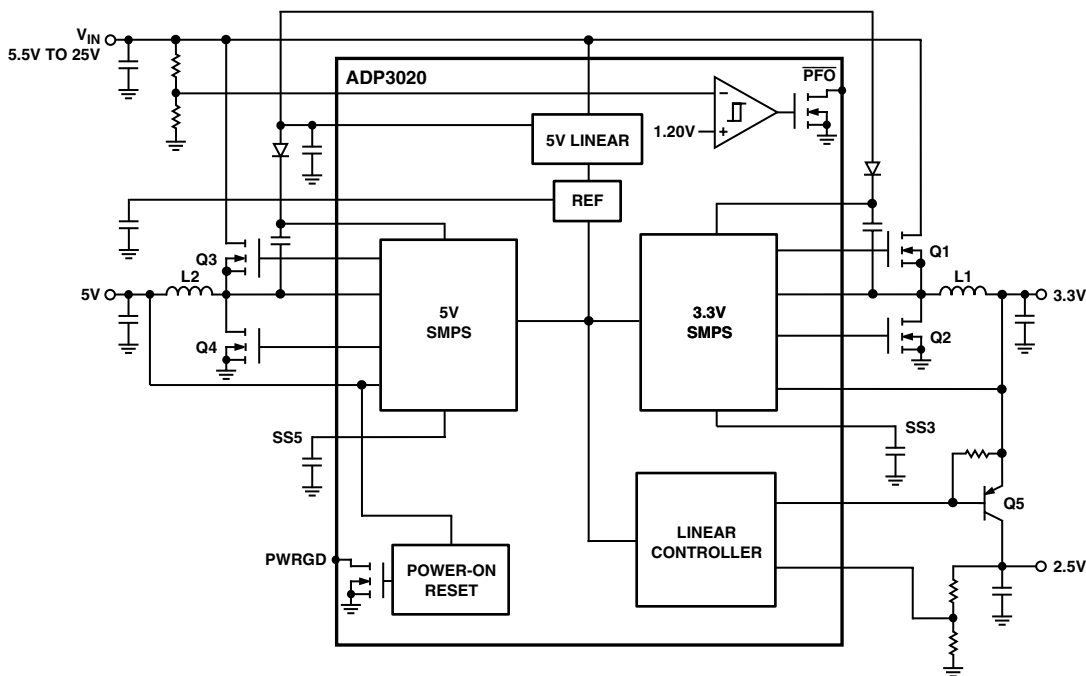 VIN
5.5V TO 25V
ADP3020
PFO
5V LINEAR
1.20V
–
+
REF
Q3
Q1
L2
L1
5V
5V
SMPS
3.3V
SMPS
3.3V
Q4
Q2
SS5
SS3
Q5
LINEAR
CONTROLLER
PWRGD
POWER-ON
RESET
2.5V